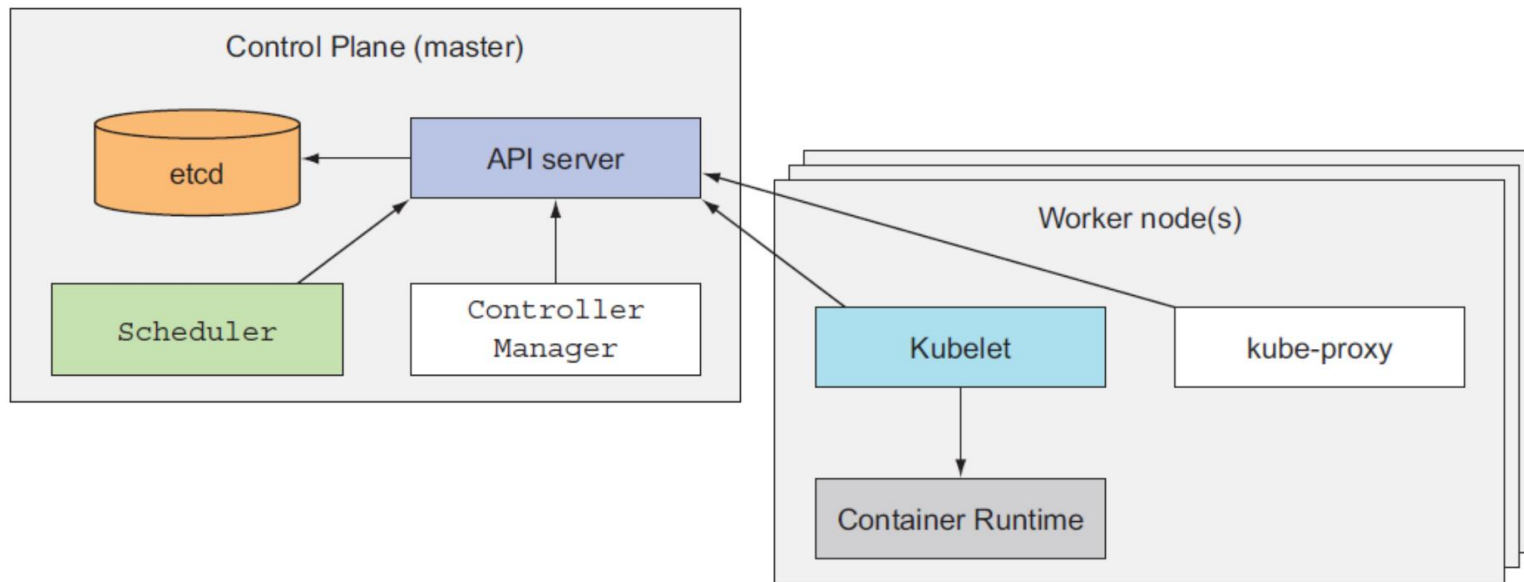 Control Plane (master)
etcd
API server
Scheduler
Controller
Manager
Worker node(s)
Kubelet
kube-proxy
Container Runtime